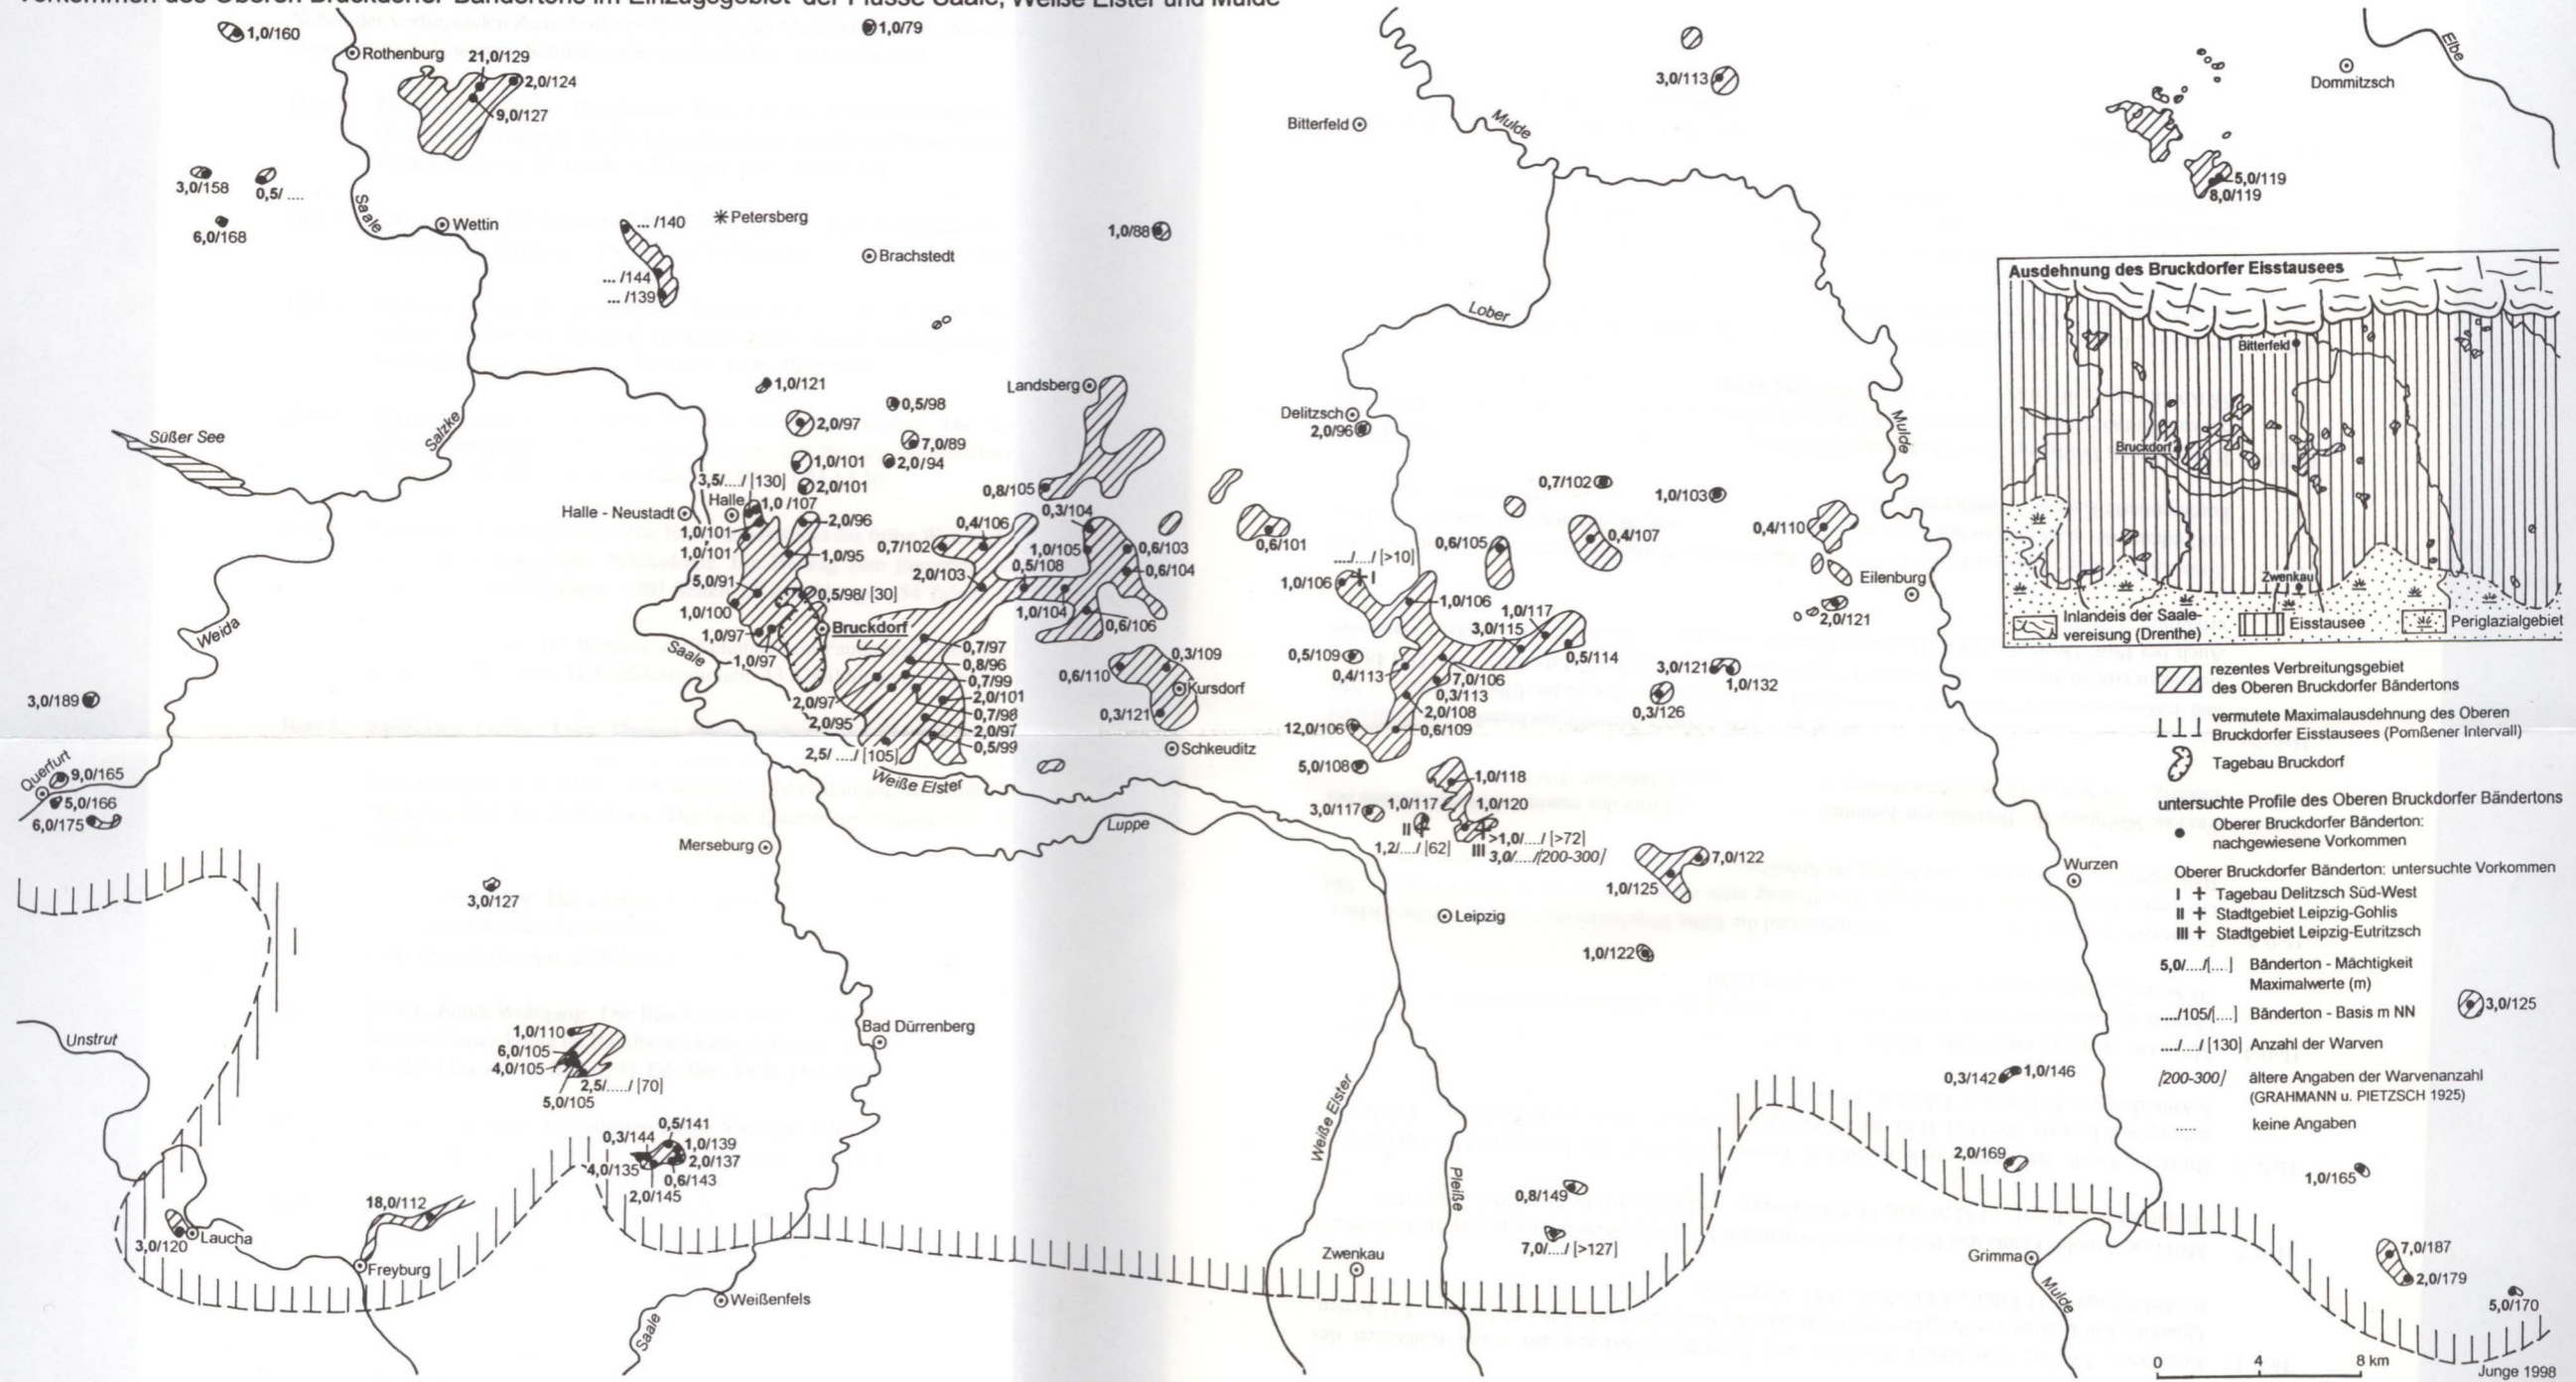 Vorkommen des Oberen Bruckdorfer Bändertons im Einzugsgebiet der Flüsse Saale, Weiße Elster und Mulde
1,0/160
Rothenburg
21,0/129
2,0/124
9,0/127
1,0/79
3,0/113
Bitterfeld
Mulde
Dommitzsch
Elbe
5,0/119
8,0/119
3,0/158
0,5/ ....
6,0/168
Saale
Wettin
... /140
Petersberg
... /144
... /139
Brachstedt
1,0/88
Lober
Süßer See
Salzke
1,0/121
2,0/97
0,5/98
7,0/89
1,0/101
2,0/94
2,0/101
3,5/..../ [130]
Halle
1,0 /107
Halle - Neustadt
1,0/101
2,0/96
1,0/101
1,0/95
5,0/91
0,5/98/ [30]
1,0/100
Bruckdorf
1,0/97
1,0/97
Saale
Landsberg
0,8/105
0,3/104
0,4/106
0,7/102
1,0/105
0,6/103
0,5/108
0,6/104
2,0/103
1,0/104
0,6/106
0,7/97
0,8/96
0,7/99
2,0/101
2,0/97
0,7/98
2,0/95
2,0/97
0,5/99
2,5/ ..../ [105]
0,6/110
0,3/109
Kursdorf
0,3/121
Schkeuditz
Weiße Elster
Luppe
Delitzsch
2,0/96
0,6/101
..../..../ [>10]
1,0/106
I
0,6/105
0,7/102
1,0/103
0,4/107
0,4/110
Mulde
Eilenburg
2,0/121
1,0/106
1,0/117
3,0/115
0,5/114
0,5/109
0,4/113
7,0/106
0,3/113
2,0/108
0,6/109
12,0/106
5,0/108
3,0/121
1,0/132
0,3/126
1,0/118
3,0/117
1,0/117
1,0/120
II
1,2/..../ [62]
>1,0/..../ [>72]
III
3,0/..../[200-300]
7,0/122
1,0/125
Leipzig
1,0/122
Wurzen
Weida
3,0/189
Querfurt
9,0/165
5,0/166
6,0/175
Merseburg
3,0/127
Unstrut
1,0/110
6,0/105
4,0/105
2,5/...../ [70]
5,0/105
Bad Dürrenberg
0,5/141
0,3/144
1,0/139
2,0/137
4,0/135
0,6/143
2,0/145
18,0/112
3,0/120
Laucha
Freyburg
Weißenfels
Saale
Weiße Elster
Pleiße
Zwenkau
0,8/149
7,0/..../ [>127]
0,3/142
1,0/146
2,0/169
1,0/165
Grimma
Mulde
7,0/187
2,0/179
5,0/170
3,0/125
Ausdehnung des Bruckdorfer Eisstausees
Bitterfeld
Bruckdorf
Zwenkau
Inlandeis der Saale-
vereisung (Drenthe)
Eisstausee
Periglazialgebiet
rezentes Verbreitungsgebiet
des Oberen Bruckdorfer Bändertons
vermutete Maximalausdehnung des Oberen
Bruckdorfer Eisstausees (Pomßener Intervall)
Tagebau Bruckdorf
untersuchte Profile des Oberen Bruckdorfer Bändertons
Oberer Bruckdorfer Bänderton:
nachgewiesene Vorkommen
Oberer Bruckdorfer Bänderton: untersuchte Vorkommen
I + Tagebau Delitzsch Süd-West
II + Stadtgebiet Leipzig-Gohlis
III + Stadtgebiet Leipzig-Eutritzsch
5,0/..../[....] Bänderton - Mächtigkeit
Maximalwerte (m)
..../105/[....] Bänderton - Basis m NN
..../..../ [130] Anzahl der Warven
[200-300] ältere Angaben der Warvenanzahl
(GRAHMANN u. PIETZSCH 1925)
..... keine Angaben
0 4 8 km
Junge 1998